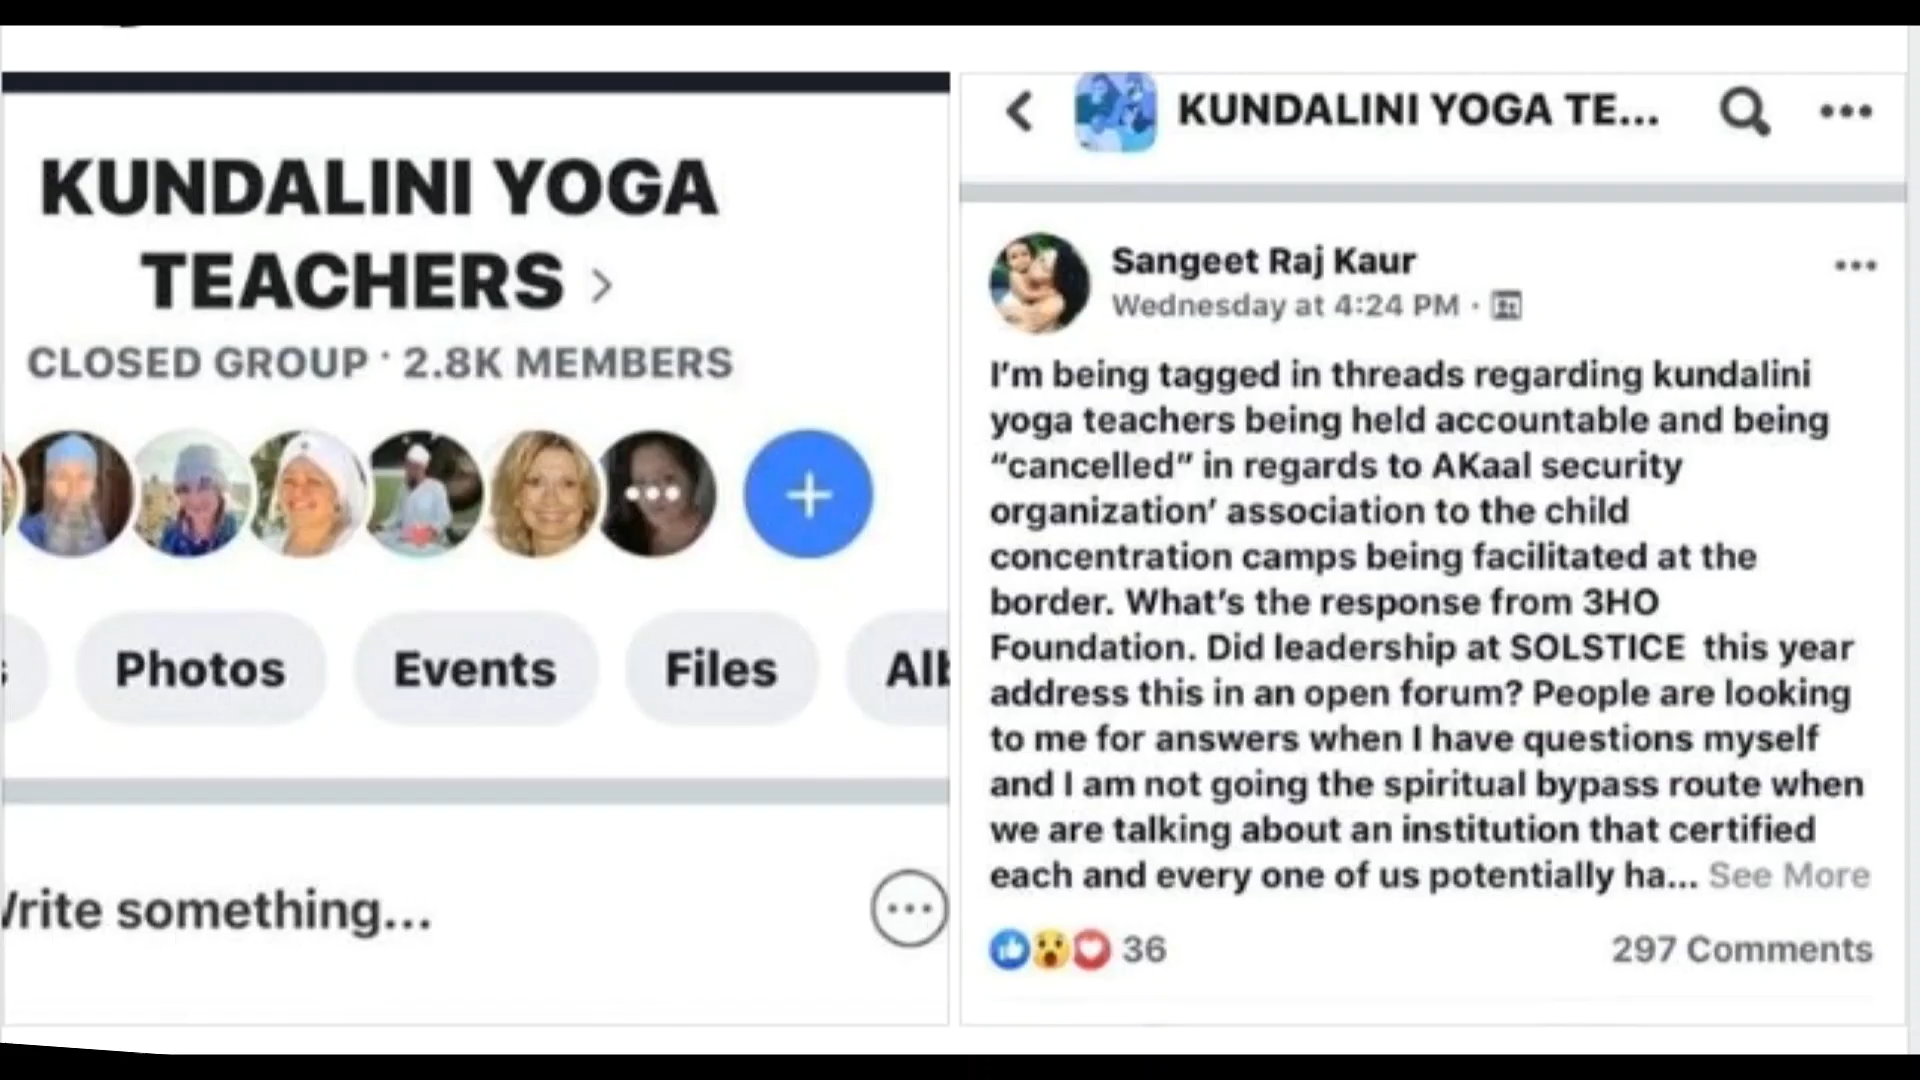 KUNDALINI YOGA
TEACHERS >
CLOSED GROUP · 2.8K MEMBERS
Photos
Events
Files
Write something...
KUNDALINI YOGA TE...
Sangeet Raj Kaur
Wednesday at 4:24 PM ·
I'm being tagged in threads regarding kundalini
yoga teachers being held accountable and being
“cancelled” in regards to AKaal security
organization’ association to the child
concentration camps being facilitated at the
border. What's the response from 3HO
Foundation. Did leadership at SOLSTICE this year
address this in an open forum? People are looking
to me for answers when I have questions myself
and I am not going the spiritual bypass route when
we are talking about an institution that certified
each and every one of us potentially ha... See More
36
297 Comments